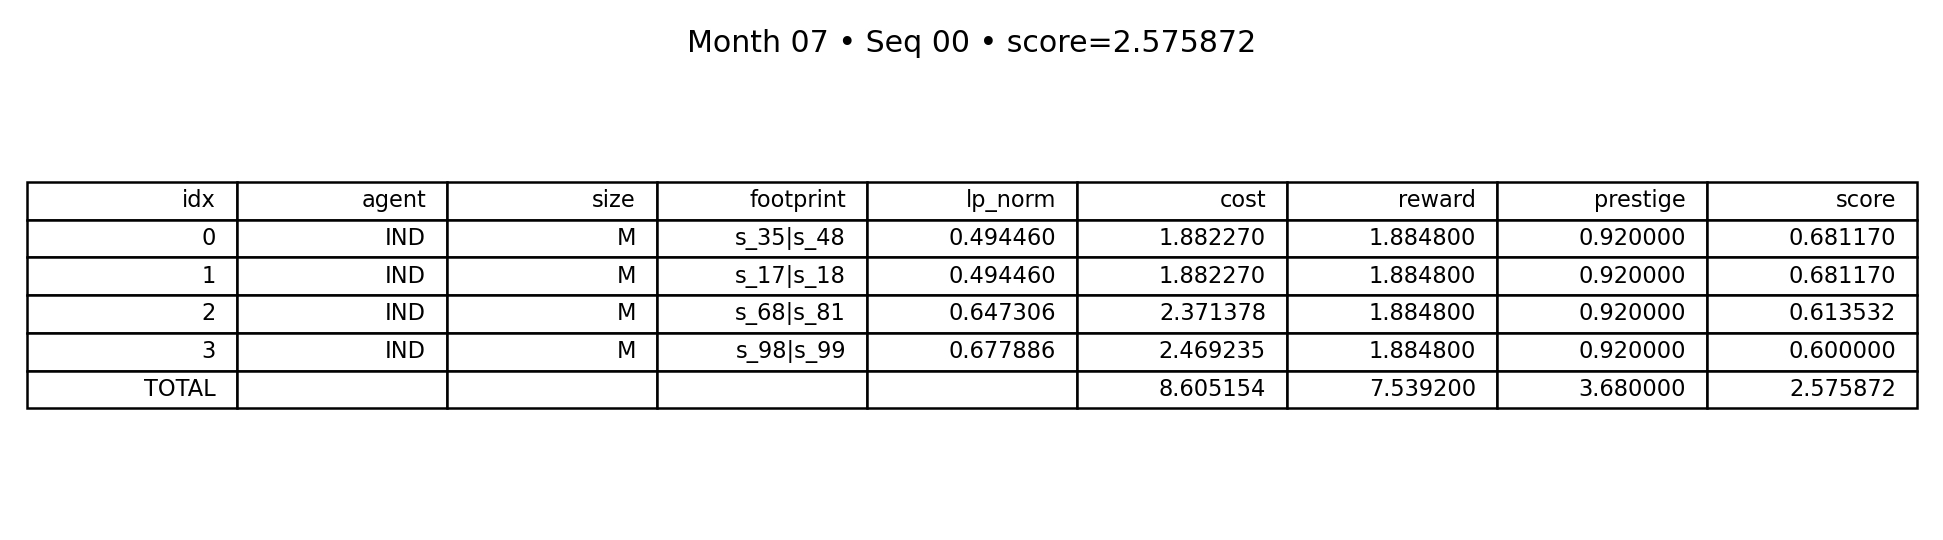 Month 07 • Seq 00 • score=2.575872
idx agent size footprint lp_norm cost reward prestige score
0 IND M s_35|s_48 0.494460 1.882270 1.884800 0.920000 0.681170
1 IND M s_17|s_18 0.494460 1.882270 1.884800 0.920000 0.681170
2 IND M s_68|s_81 0.647306 2.371378 1.884800 0.920000 0.613532
3 IND M s_98|s_99 0.677886 2.469235 1.884800 0.920000 0.600000
TOTAL 8.605154 7.539200 3.680000 2.575872